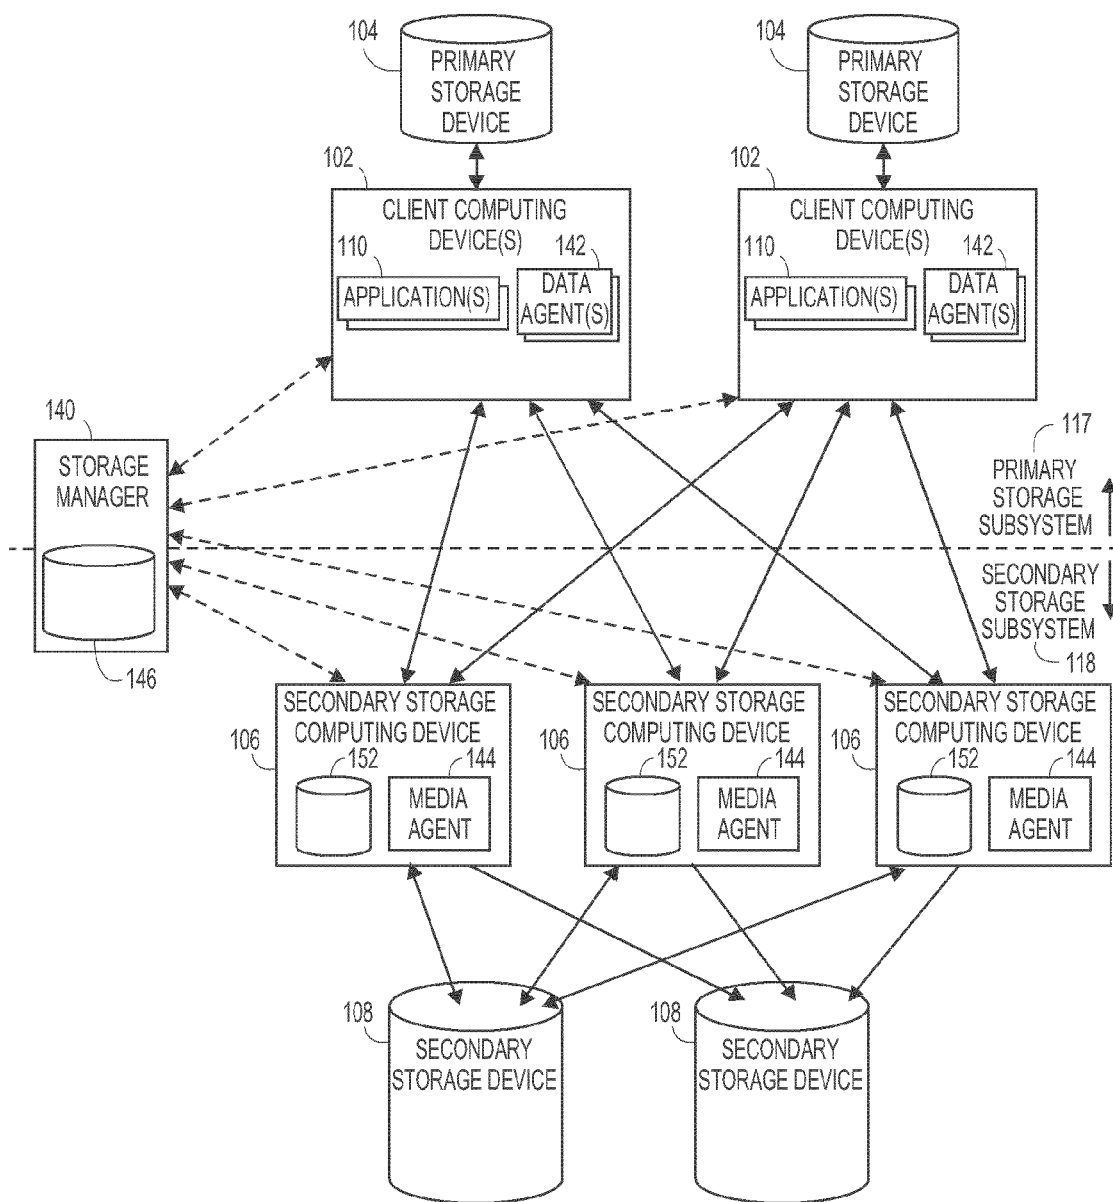 104
PRIMARY
STORAGE
DEVICE
104
PRIMARY
STORAGE
DEVICE
102
CLIENT COMPUTING
DEVICE(S)
110
142
APPLICATION(S)
DATA
AGENT(S)
102
CLIENT COMPUTING
DEVICE(S)
110
142
APPLICATION(S)
DATA
AGENT(S)
140
STORAGE
MANAGER
146
117
PRIMARY
STORAGE
SUBSYSTEM
SECONDARY
STORAGE
SUBSYSTEM
118
SECONDARY STORAGE
COMPUTING DEVICE
106
152
144
MEDIA
AGENT
SECONDARY STORAGE
COMPUTING DEVICE
106
152
144
MEDIA
AGENT
SECONDARY STORAGE
COMPUTING DEVICE
106
152
144
MEDIA
AGENT
108
SECONDARY
STORAGE DEVICE
108
SECONDARY
STORAGE DEVICE